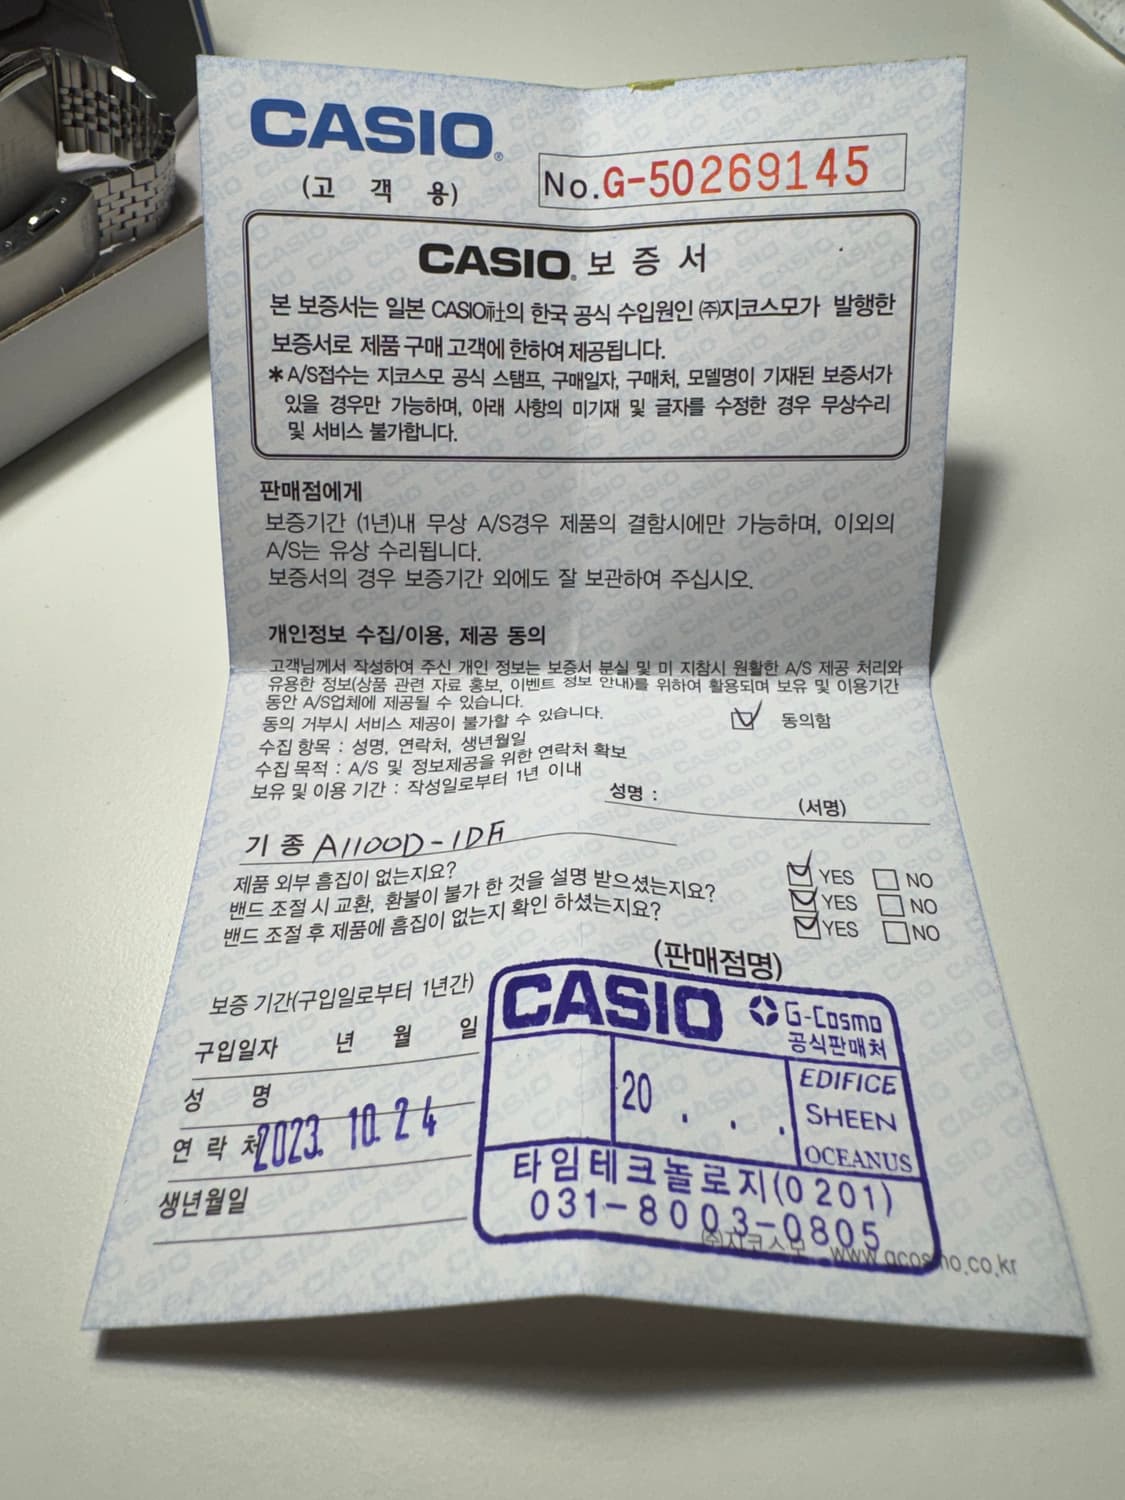 CASIO®
(고 객 용)
No.G-50269145
CASIO® 보 증 서
본 보증서는 일본 CASIO社의 한국 공식 수입원인 ㈜지코스모가 발행한
보증서로 제품 구매 고객에 한하여 제공됩니다.
* A/S접수는 지코스모 공식 스탬프, 구매일자, 구매처, 모델명이 기재된 보증서가
있을 경우만 가능하며, 아래 사항의 미기재 및 글자를 수정한 경우 무상수리
및 서비스 불가합니다.
판매점에게
보증기간 (1년)내 무상 A/S경우 제품의 결함시에만 가능하며, 이외의
A/S는 유상 수리됩니다.
보증서의 경우 보증기간 외에도 잘 보관하여 주십시오.
개인정보 수집/이용, 제공 동의
고객님께서 작성하여 주신 개인 정보는 보증서 분실 및 미 지참시 원활한 A/S 제공 처리와
유용한 정보(상품 관련 자료 홍보, 이벤트 정보 안내)를 위하여 활용되며 보유 및 이용기간
동안 A/S업체에 제공될 수 있습니다.
동의 거부시 서비스 제공이 불가할 수 있습니다.
동의함
수집 항목 : 성명, 연락처, 생년월일
수집 목적 : A/S 및 정보제공을 위한 연락처 확보
보유 및 이용 기간 : 작성일로부터 1년 이내
성명 : (서명)
기 종 A1100D-1DF
제품 외부 흠집이 없는지요? YES NO
밴드 조절 시 교환, 환불이 불가 한 것을 설명 받으셨는지요? YES NO
밴드 조절 후 제품에 흠집이 없는지 확인 하셨는지요? YES NO
(판매점명)
보증 기간(구입일로부터 1년간)
구입일자 년 월 일
성 명
연 락 처
2023. 10. 24
생년월일
CASIO G-Cosmo
공식판매처
20 . . .
EDIFICE
SHEEN
OCEANUS
타임테크놀로지(0201)
031-8003-0805
㈜지코스모 www.gcosmo.co.kr